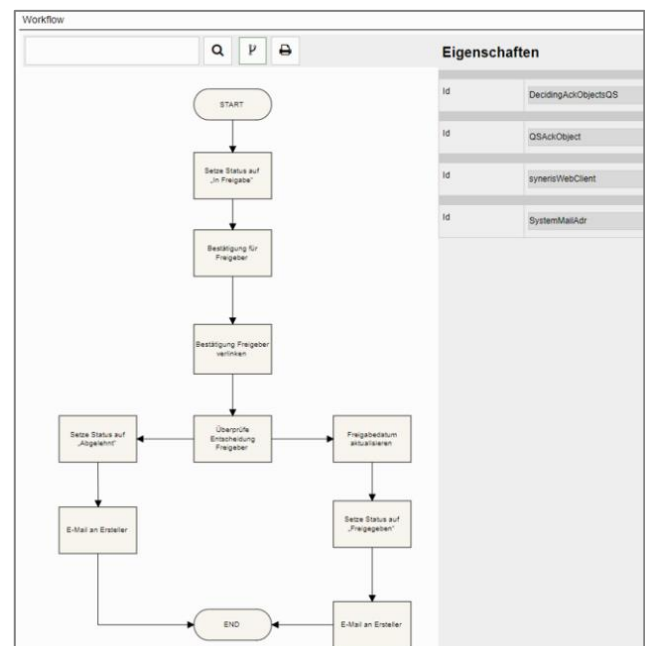 Workflow
Eigenschaften
Id
DecidingAckObjectsQS
Id
QSAckObject
Id
synerisWebClient
Id
SystemMailAdr
START
Setze Status auf
„In Freigabe"
Bestätigung für
Freigeber
Bestätigung Freigeber
verlinken
Setze Status auf
„Abgelehnt"
Überprüfe
Entscheidung
Freigeber
Freigabedatum
aktualisieren
E-Mail an Ersteller
Setze Status auf
„Freigegeben"
END
E-Mail an Ersteller